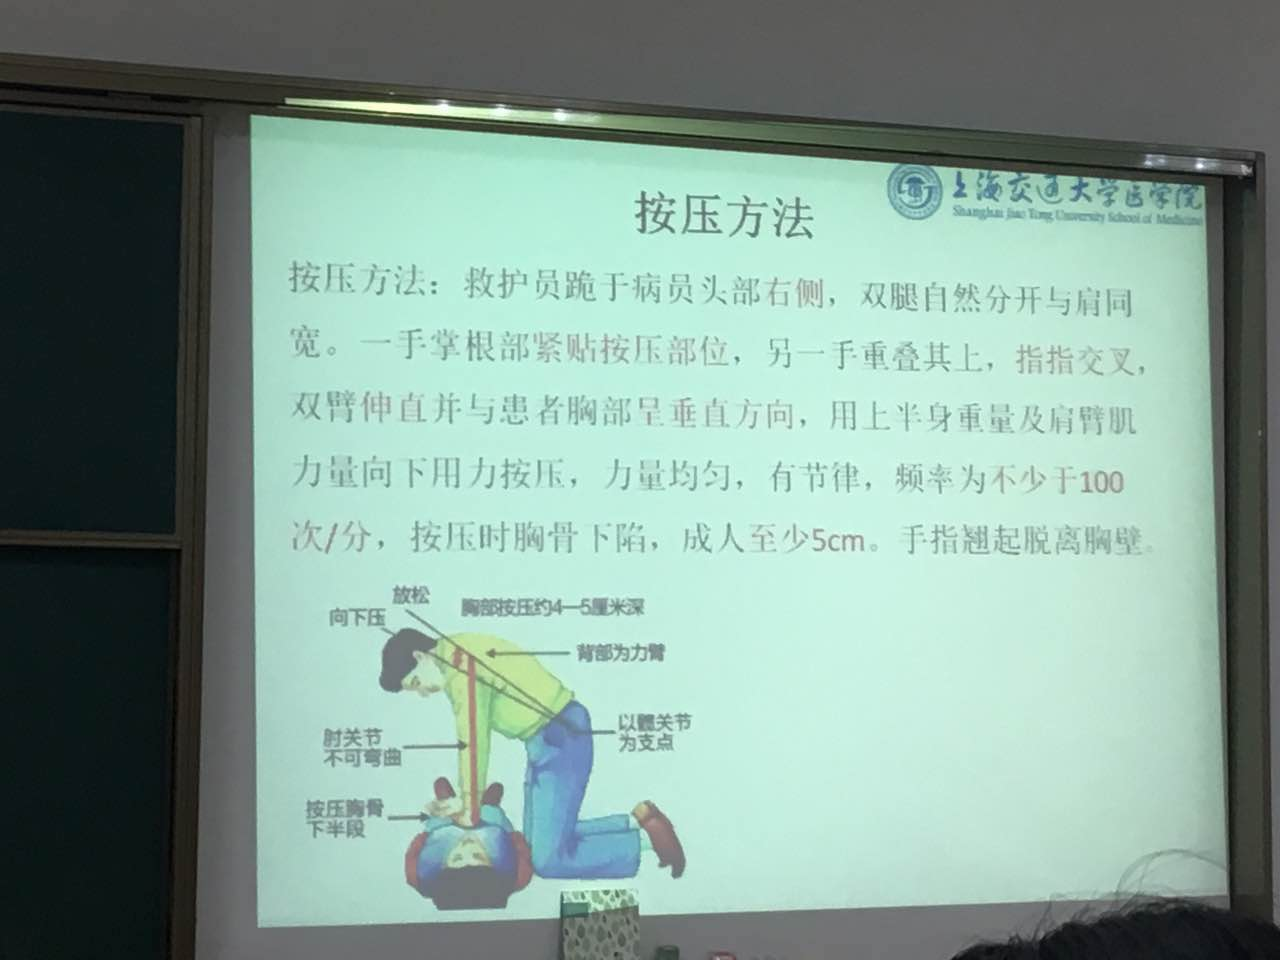 上海交通大学医学院
Shanghai Jiao Tong University School of Medicine
按压方法
按压方法：救护员跪于病员头部右侧，双腿自然分开与肩同
宽。一手掌根部紧贴按压部位，另一手重叠其上，指指交叉，
双臂伸直并与患者胸部呈垂直方向，用上半身重量及肩臂肌
力量向下用力按压，力量均匀，有节律，频率为不少于100
次/分，按压时胸骨下陷，成人至少5cm。手指翘起脱离胸壁。
放松
胸部按压约4—5厘米深
向下压
背部为力臂
以髋关节
为支点
肘关节
不可弯曲
按压胸骨
下半段